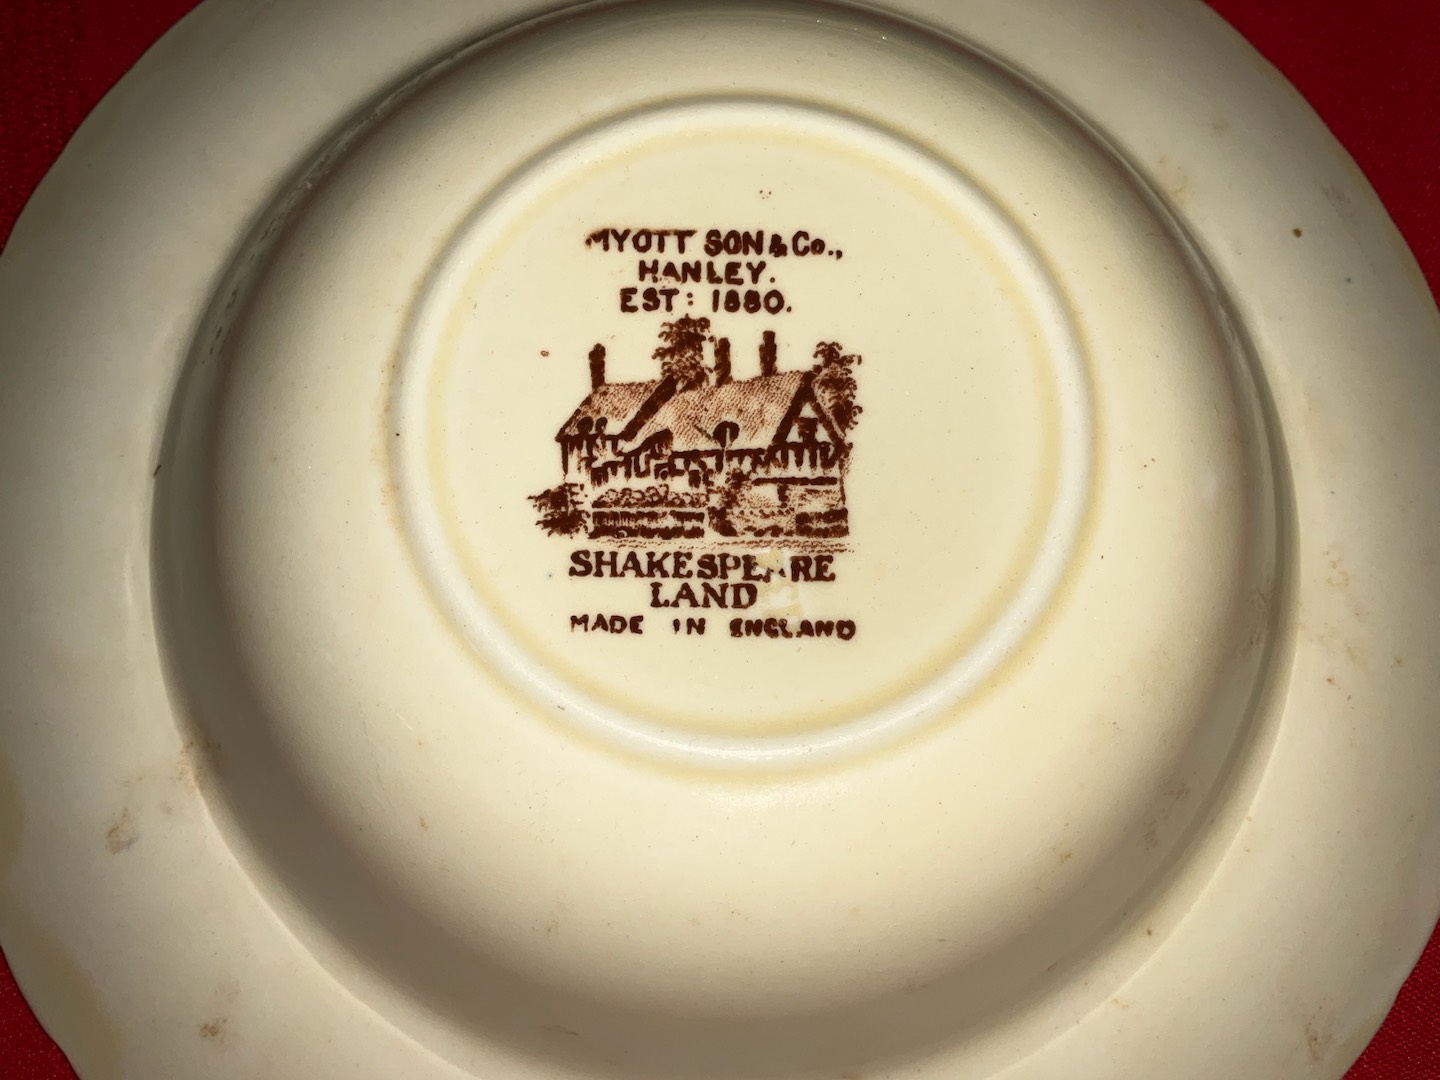 MYOTT SON & Co.,
HANLEY.
EST: 1880.
SHAKESPEARE
LAND
MADE IN ENGLAND